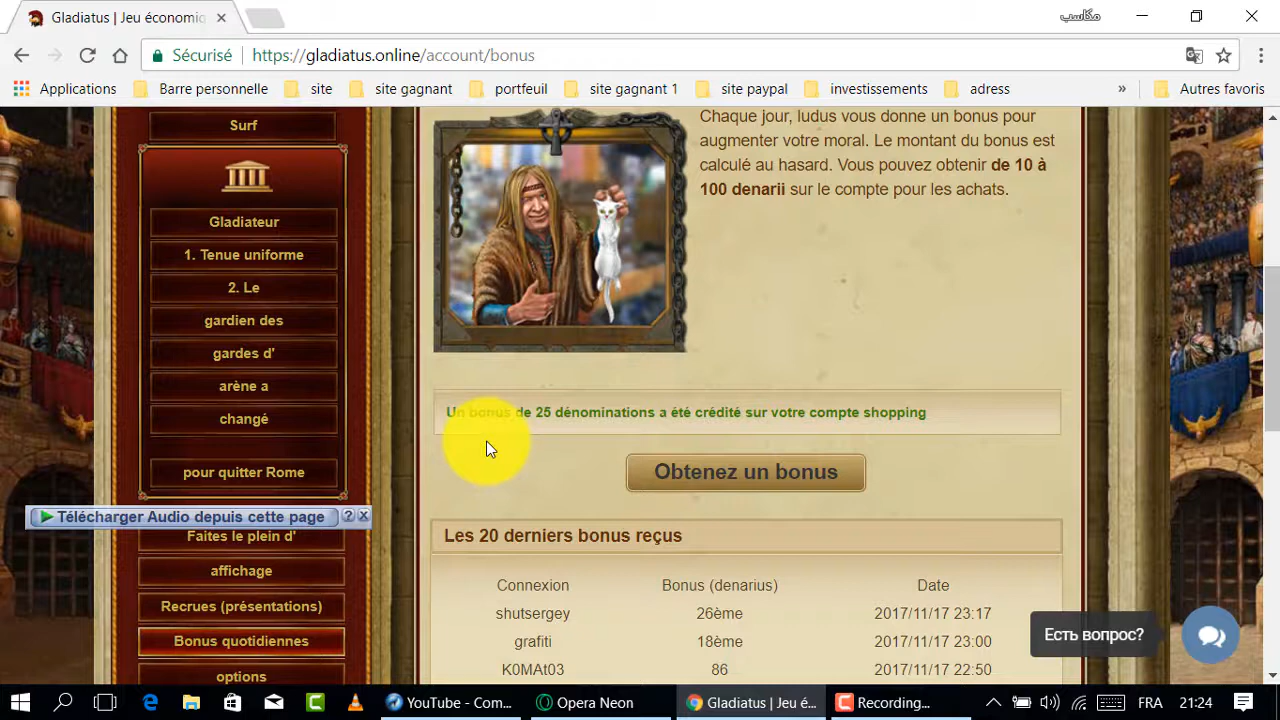 Gladiatus | Jeu économiq
مكاسب
Sécurisé
https://gladiatus.online/account/bonus
Applications
Barre personnelle
site
site gagnant
portfeuil
site gagnant 1
site paypal
investissements
adress
»
Autres favoris
Surf
Gladiateur
1. Tenue uniforme
2. Le
gardien des
gardes d'
arène a
changé
pour quitter Rome
Télécharger Audio depuis cette page
? x
Faites le plein d'
affichage
Recrues (présentations)
Bonus quotidiennes
options
Chaque jour, ludus vous donne un bonus pour
augmenter votre moral. Le montant du bonus est
calculé au hasard. Vous pouvez obtenir de 10 à
100 denarii sur le compte pour les achats.
Un bonus de 25 dénominations a été crédité sur votre compte shopping
Obtenez un bonus
Les 20 derniers bonus reçus
Connexion Bonus (denarius) Date
shutsergey 26ème 2017/11/17 23:17
grafiti 18ème 2017/11/17 23:00
K0MAt03 86 2017/11/17 22:50
Есть вопрос?
YouTube - Com...
Opera Neon
Gladiatus | Jeu é...
Recording...
FRA
21:24